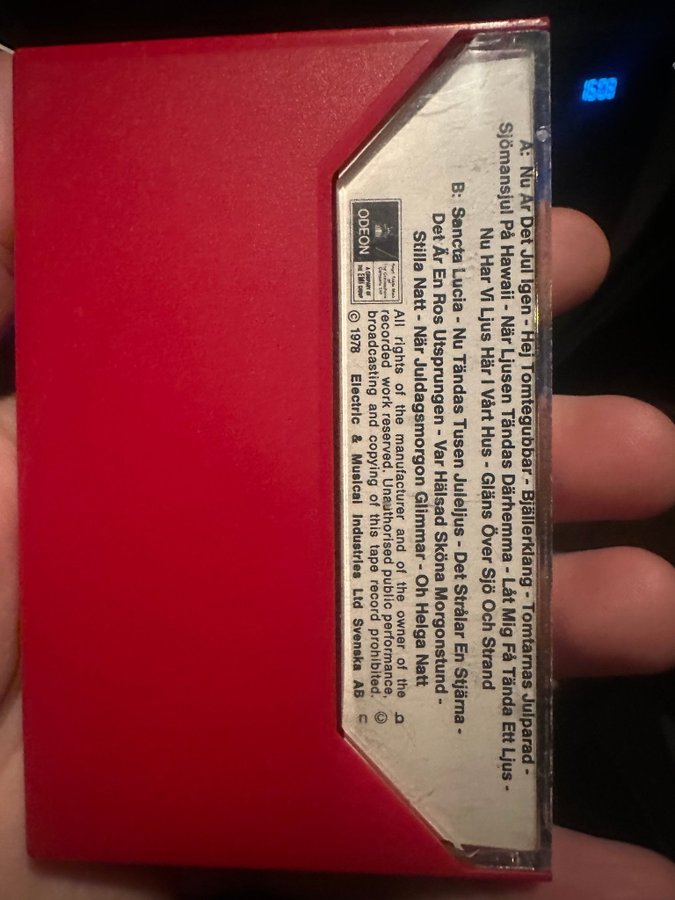 A: Nu Är Det Jul Igen - Hej Tomtegubbar - Bjällerklang - Tomtarnas Julparad -
Sjömansjul På Hawaii - När Ljusen Tändas Därhemma - Låt Mig Få Tända Ett Ljus -
Nu Har Vi Ljus Här I Vårt Hus - Gläns Över Sjö Och Strand
B: Sancta Lucia - Nu Tändas Tusen Juleljus - Det Strålar En Stjärna -
Det Är En Ros Utsprungen - Var Hälsad Sköna Morgonstund -
Stilla Natt - När Juldagsmorgon Glimmar - Oh Helga Natt
ODEON
A COMPANY OF
THE EMI GROUP
All rights of the manufacturer and of the owner of the
recorded work reserved. Unauthorised public performance,
broadcasting and copying of this tape record prohibited.
© 1978 Electric & Musical Industries Ltd Svenska AB
©